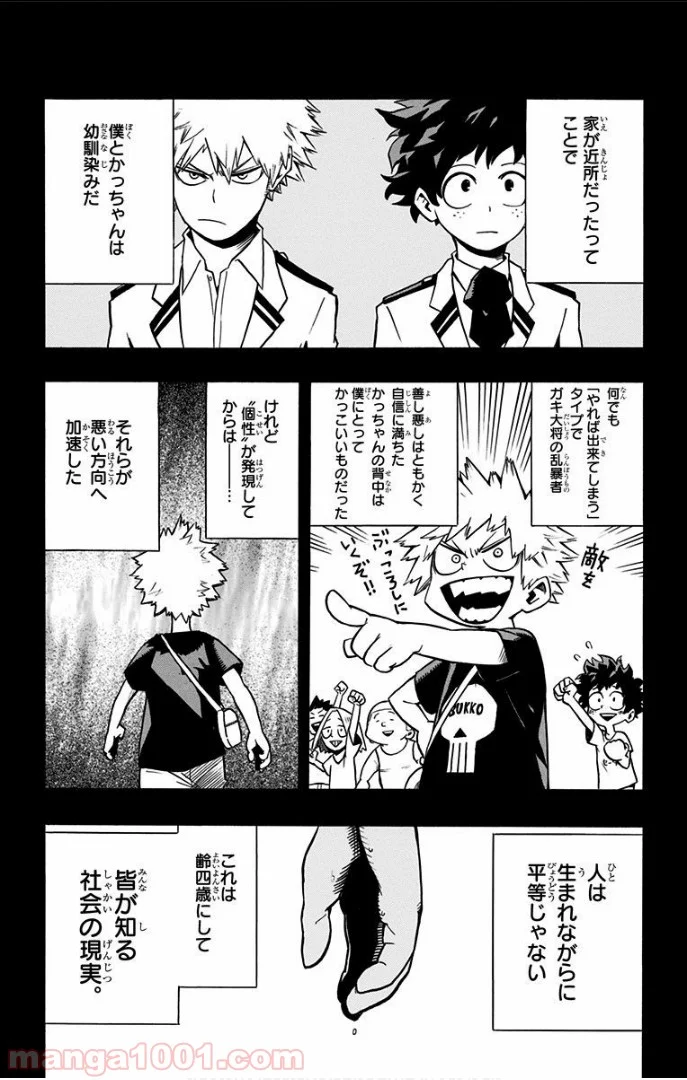 家が近所だったって
ことで
僕とかっちゃんは
幼馴染みだ
何でも
「やれば出来てしまう」
タイプで
ガキ大将の乱暴者
善し悪しはともかく
自信に満ちた
かっちゃんの背中は
僕にとって
かっこいいものだった
敵を
ぶっころしに
いくぞ!!
BUKKO
けれど
“個性”が発現して
からは――…
それらが
悪い方向へ
加速した
人は
生まれながらに
平等じゃない
これは
齢四歳にして
皆が知る
社会の現実。
manga1001.com